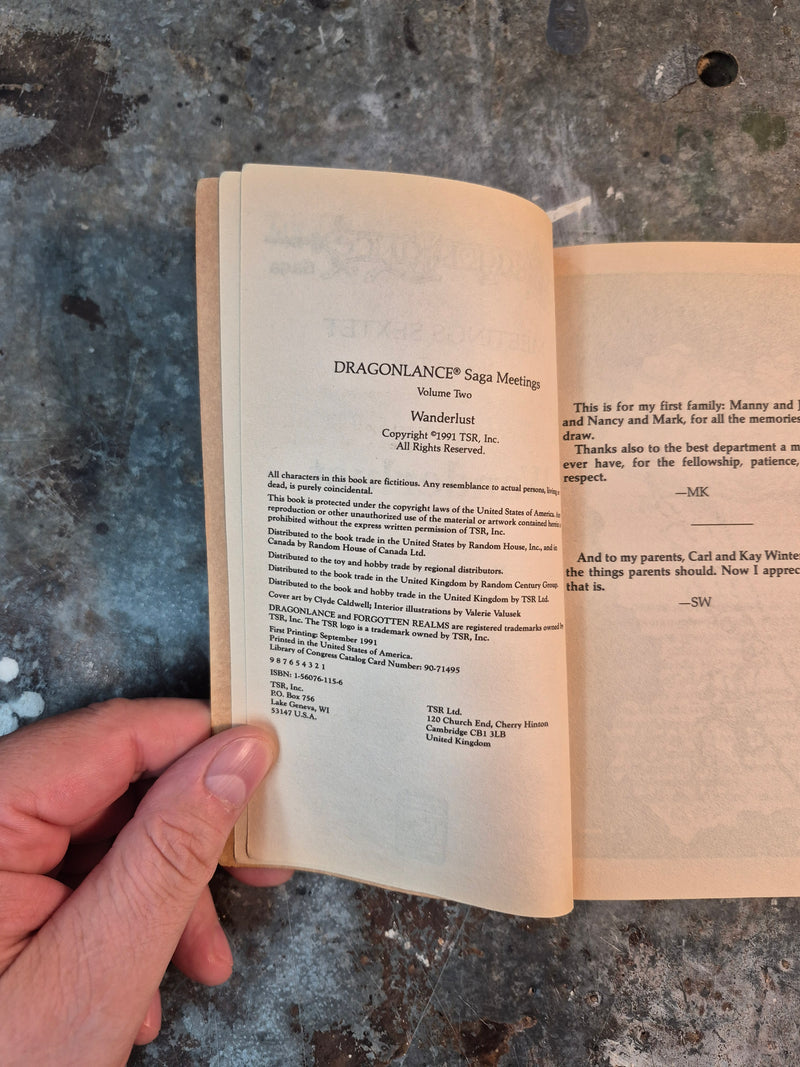 DRAGONLANCE® Saga Meetings
Volume Two
Wanderlust
Copyright ©1991 TSR, Inc.
All Rights Reserved.
All characters in this book are fictitious. Any resemblance to actual persons, living
dead, is purely coincidental.
This book is protected under the copyright laws of the United States of America.
reproduction or other unauthorized use of the material or artwork contained herein
prohibited without the express written permission of TSR, Inc.
Distributed to the book trade in the United States by Random House, Inc., and in
Canada by Random House of Canada Ltd.
Distributed to the toy and hobby trade by regional distributors.
Distributed to the book trade in the United Kingdom by Random Century Group.
Distributed to the book and hobby trade in the United Kingdom by TSR Ltd.
Cover art by Clyde Caldwell; Interior illustrations by Valerie Valusek
DRAGONLANCE and FORGOTTEN REALMS are registered trademarks owned by
TSR, Inc. The TSR logo is a trademark owned by TSR, Inc.
First Printing: September 1991
Printed in the United States of America.
Library of Congress Catalog Card Number: 90-71495
9 8 7 6 5 4 3 2 1
ISBN: 1-56076-115-6
TSR, Inc.
P.O. Box 756
Lake Geneva, WI
53147 U.S.A.
TSR Ltd.
120 Church End, Cherry Hinton
Cambridge CB1 3LB
United Kingdom
This is for my first family: Manny and
and Nancy and Mark, for all the memories
draw.
Thanks also to the best department a
ever have, for the fellowship, patience,
respect.
—MK
And to my parents, Carl and Kay
the things parents should. Now I
that is.
—SW